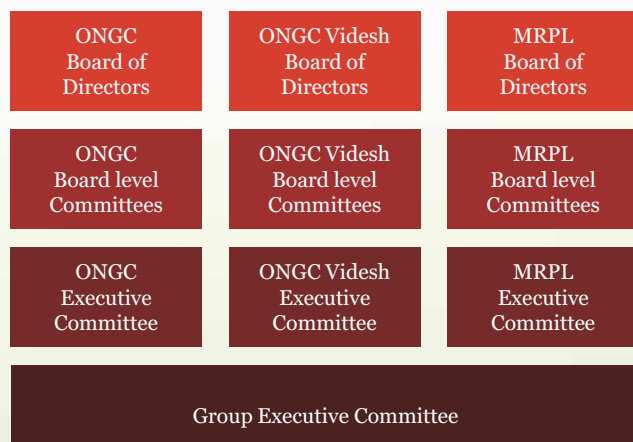 ONGC
Board of
Directors
ONGC Videsh
Board of
Directors
MRPL
Board of
Directors
ONGC
Board level
Committees
ONGC Videsh
Board level
Committees
MRPL
Board level
Committees
ONGC
Executive
Committee
ONGC Videsh
Executive
Committee
MRPL
Executive
Committee
Group Executive Committee